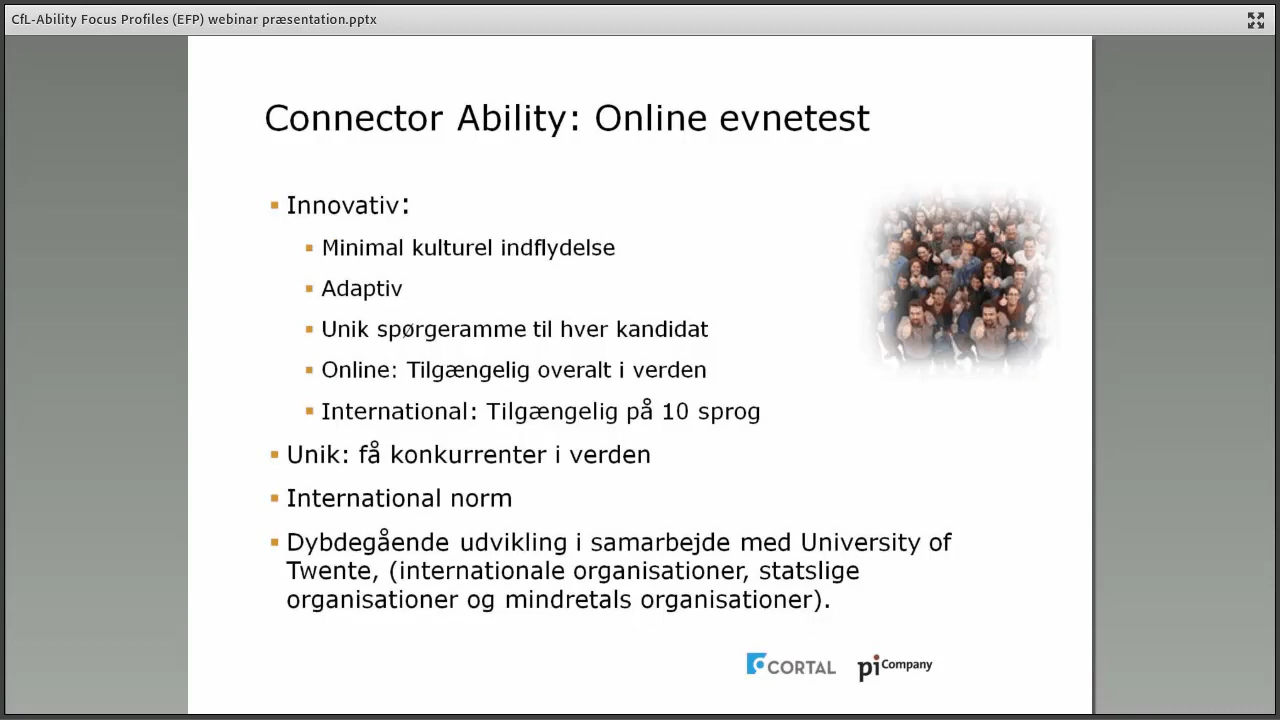 CfL-Ability Focus Profiles (EFP) webinar præsentation.pptx
Connector Ability: Online evnetest
Innovativ:
Minimal kulturel indflydelse
Adaptiv
Unik spørgeramme til hver kandidat
Online: Tilgængelig overalt i verden
International: Tilgængelig på 10 sprog
Unik: få konkurrenter i verden
International norm
Dybdegående udvikling i samarbejde med University of
Twente, (internationale organisationer, statslige
organisationer og mindretals organisationer).
CORTAL pi Company